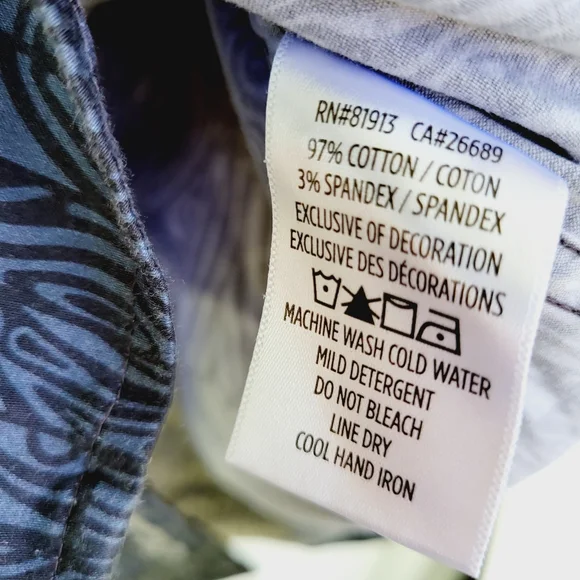 RN#81913 CA#26689
97% COTTON / COTON
3% SPANDEX / SPANDEX
EXCLUSIVE OF DECORATION
EXCLUSIVE DES DÉCORATIONS
MACHINE WASH COLD WATER
MILD DETERGENT
DO NOT BLEACH
LINE DRY
COOL HAND IRON